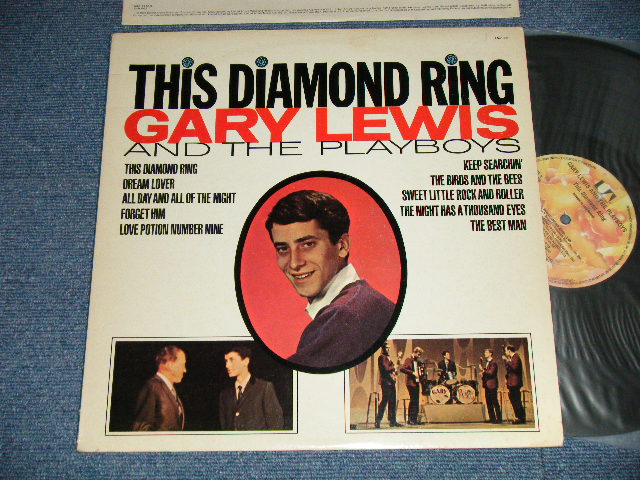 THIS DIAMOND RING
GARY LEWIS
AND THE PLAYBOYS
THIS DIAMOND RING
DREAM LOVER
ALL DAY AND ALL OF THE NIGHT
FORGET HIM
LOVE POTION NUMBER NINE
KEEP SEARCHIN'
THE BIRDS AND THE BEES
SWEET LITTLE ROCK AND ROLLER
THE NIGHT HAS A THOUSAND EYES
THE BEST MAN
GARY LEWIS